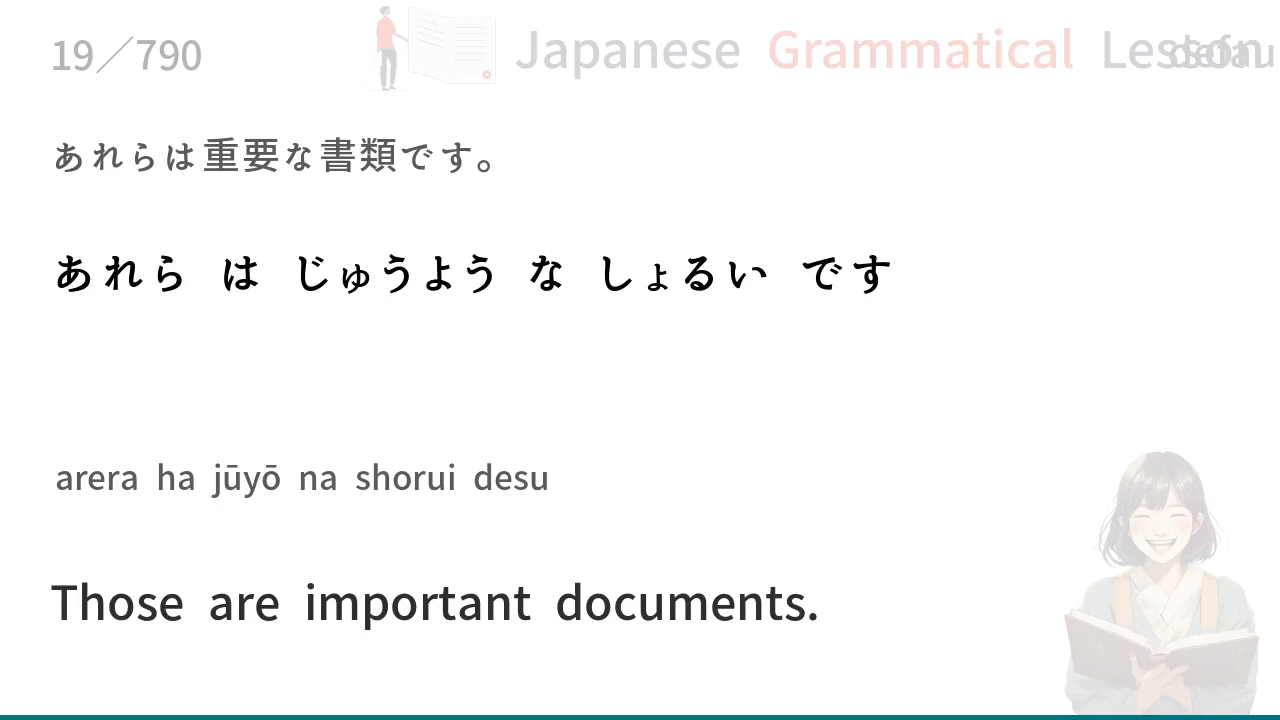 19／790
Japanese Grammatical Lesson
defau
あれらは重要な書類です。
あれら は じゅうよう な しょるい です
arera ha jūyō na shorui desu
Those are important documents.